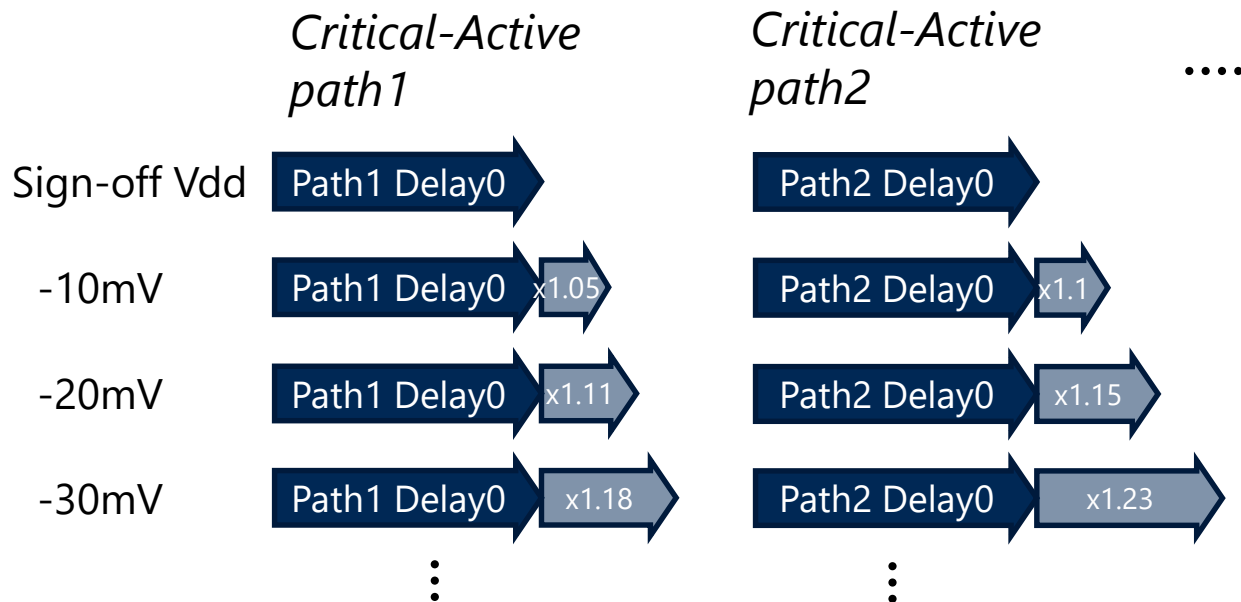 Critical-Active
path1
Critical-Active
path2
....
Sign-off Vdd
Path1 Delay0
Path2 Delay0
-10mV
Path1 Delay0
x1.05
Path2 Delay0
x1.1
-20mV
Path1 Delay0
x1.11
Path2 Delay0
x1.15
-30mV
Path1 Delay0
x1.18
Path2 Delay0
x1.23